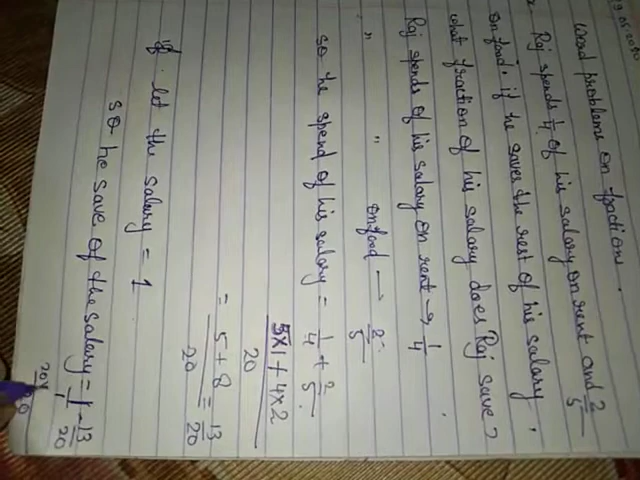 word problems on fraction.
Raj spends 1/4 of his salary on rent and 2/5
on food. if he saves the rest of his salary,
what fraction of his salary does Raj save?
Raj spends of his salary on rent → 1/4
" " on food → 2/5
so he spend of his salary = 1/4 + 2/5.
5×1 + 4×2
20
= 5+8/20 = 13/20
if let the salary = 1
so he save of the salary = 1/1 - 13/20
20×